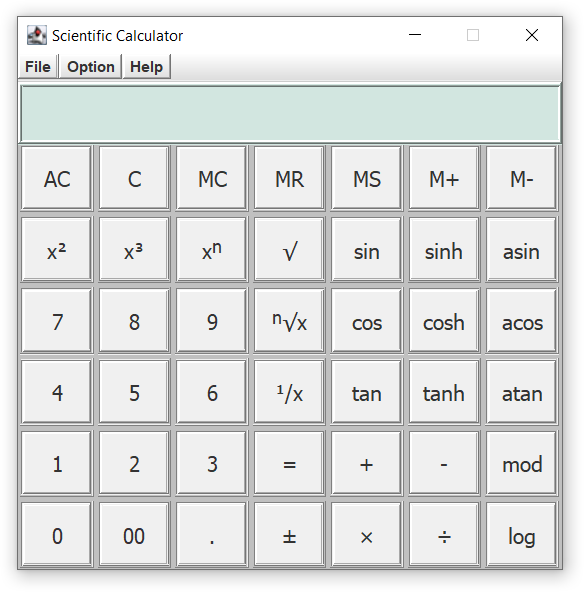 Scientific Calculator
File Option Help
AC C MC MR MS M+ M-
x² x³ xⁿ √ sin sinh asin
7 8 9 ⁿ√x cos cosh acos
4 5 6 ¹/x tan tanh atan
1 2 3 = + - mod
0 00 . ± × ÷ log